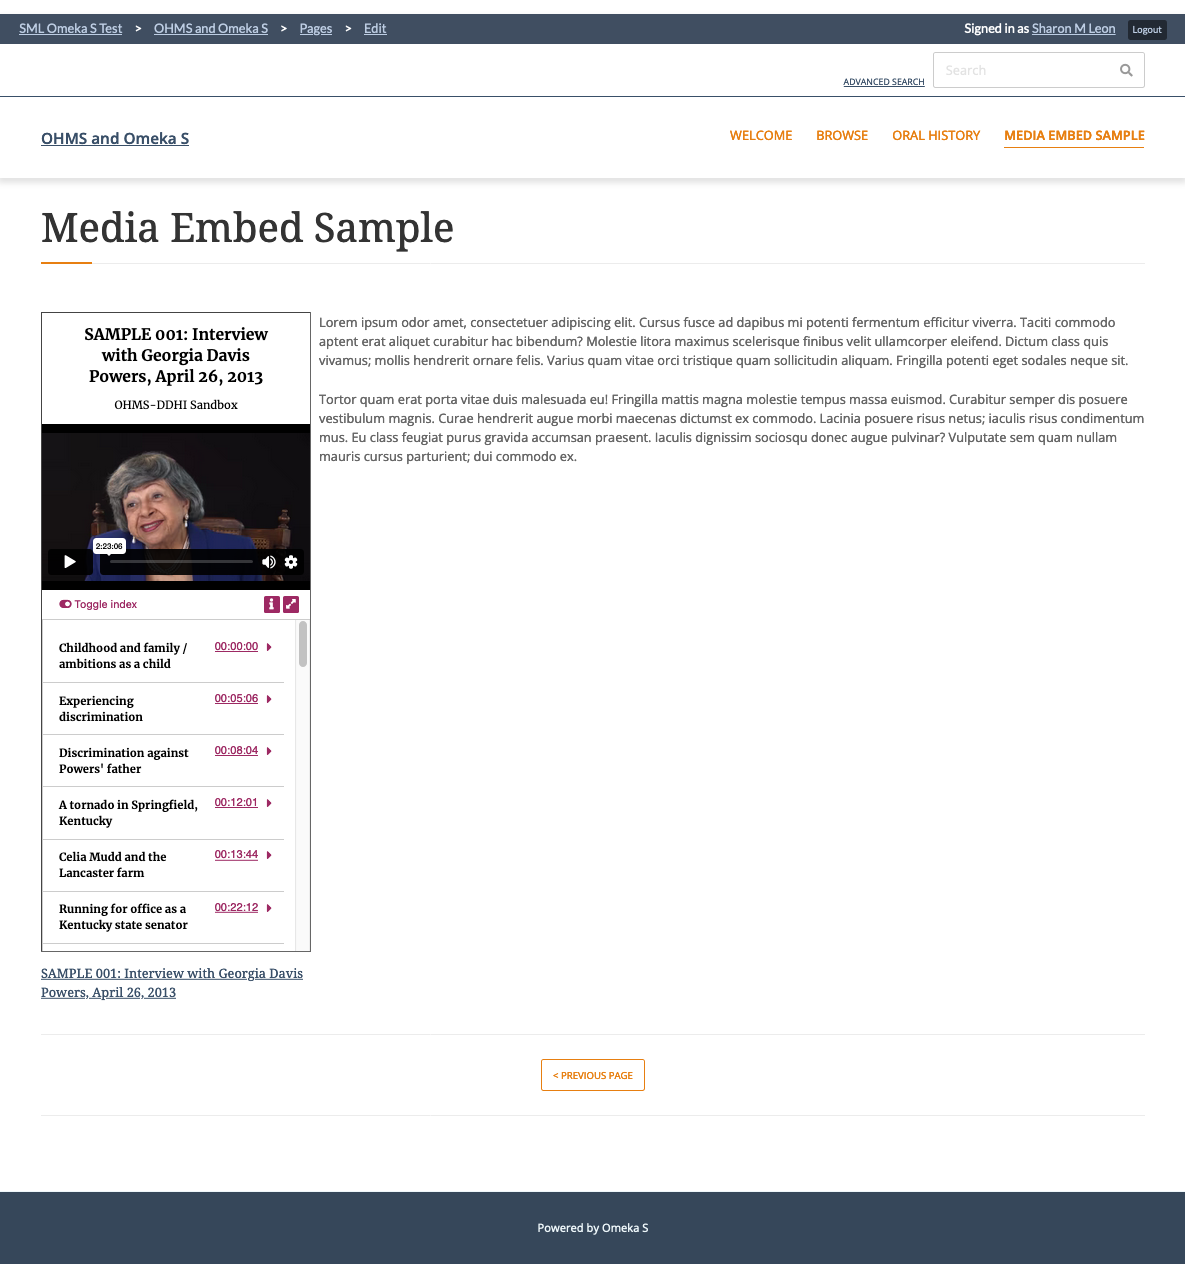 SML Omeka S Test > OHMS and Omeka S > Pages > Edit Signed in as Sharon M Leon Logout
ADVANCED SEARCH Search
OHMS and Omeka S WELCOME BROWSE ORAL HISTORY MEDIA EMBED SAMPLE
Media Embed Sample
SAMPLE 001: Interview
with Georgia Davis
Powers, April 26, 2013
OHMS-DDHI Sandbox
2:23:06
Toggle index
Childhood and family / 00:00:00
ambitions as a child
Experiencing 00:05:06
discrimination
Discrimination against 00:08:04
Powers' father
A tornado in Springfield, 00:12:01
Kentucky
Celia Mudd and the 00:13:44
Lancaster farm
Running for office as a 00:22:12
Kentucky state senator
SAMPLE 001: Interview with Georgia Davis
Powers, April 26, 2013
Lorem ipsum odor amet, consectetuer adipiscing elit. Cursus fusce ad dapibus mi potenti fermentum efficitur viverra. Taciti commodo
aptent erat aliquet curabitur hac bibendum? Molestie litora maximus scelerisque finibus velit ullamcorper eleifend. Dictum class quis
vivamus; mollis hendrerit ornare felis. Varius quam vitae orci tristique quam sollicitudin aliquam. Fringilla potenti eget sodales neque sit.
Tortor quam erat porta vitae duis malesuada eu! Fringilla mattis magna molestie tempus massa euismod. Curabitur semper dis posuere
vestibulum magnis. Curae hendrerit augue morbi maecenas dictumst ex commodo. Lacinia posuere risus netus; iaculis risus condimentum
mus. Eu class feugiat purus gravida accumsan praesent. Iaculis dignissim sociosqu donec augue pulvinar? Vulputate sem quam nullam
mauris cursus parturient; dui commodo ex.
< PREVIOUS PAGE
Powered by Omeka S